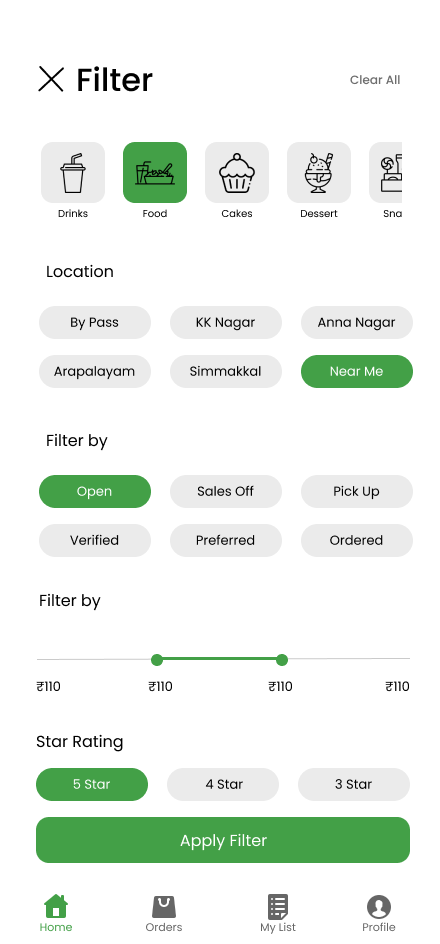 Filter
Clear All
Drinks Food Cakes Dessert Sna
Location
By Pass KK Nagar Anna Nagar
Arapalayam Simmakkal Near Me
Filter by
Open Sales Off Pick Up
Verified Preferred Ordered
Filter by
₹110 ₹110 ₹110 ₹110
Star Rating
5 Star 4 Star 3 Star
Apply Filter
Home Orders My List Profile